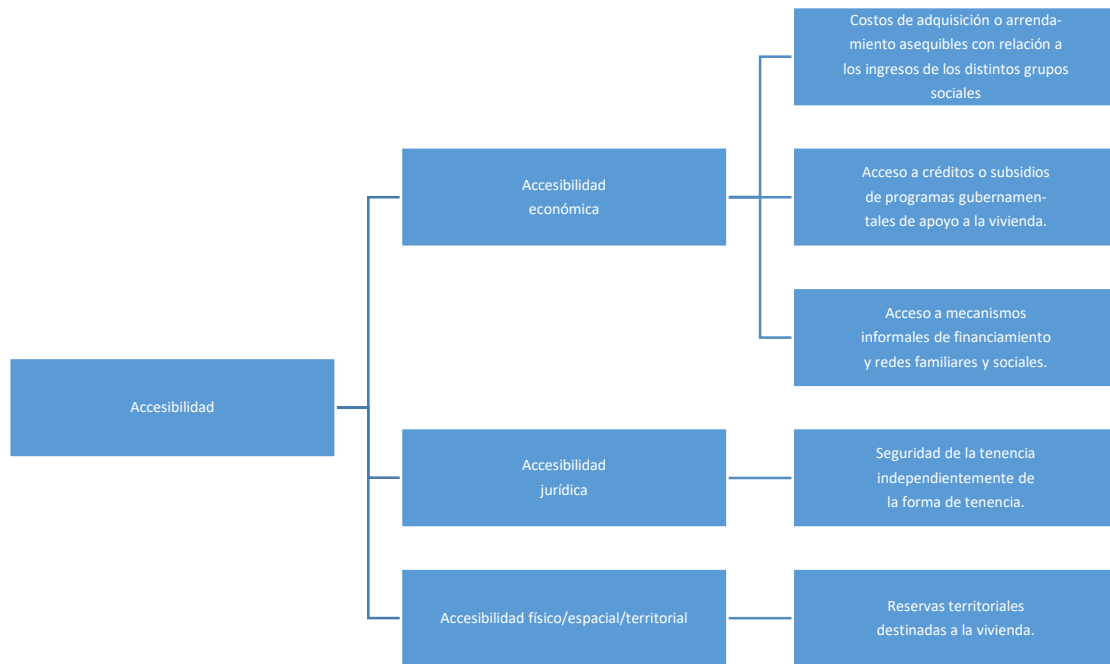 Accesibilidad
Accesibilidad
económica
Costos de adquisición o arrenda-
miento asequibles con relación a
los ingresos de los distintos grupos
sociales
Acceso a créditos o subsidios
de programas gubernamen-
tales de apoyo a la vivienda.
Acceso a mecanismos
informales de financiamiento
y redes familiares y sociales.
Accesibilidad
jurídica
Seguridad de la tenencia
independientemente de
la forma de tenencia.
Accesibilidad físico/espacial/territorial
Reservas territoriales
destinadas a la vivienda.